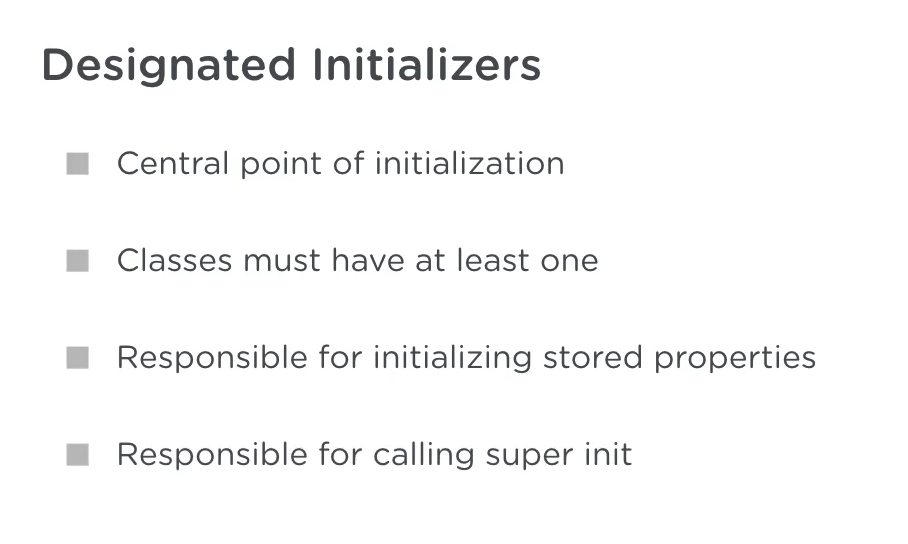 Designated Initializers
Central point of initialization
Classes must have at least one
Responsible for initializing stored properties
Responsible for calling super init